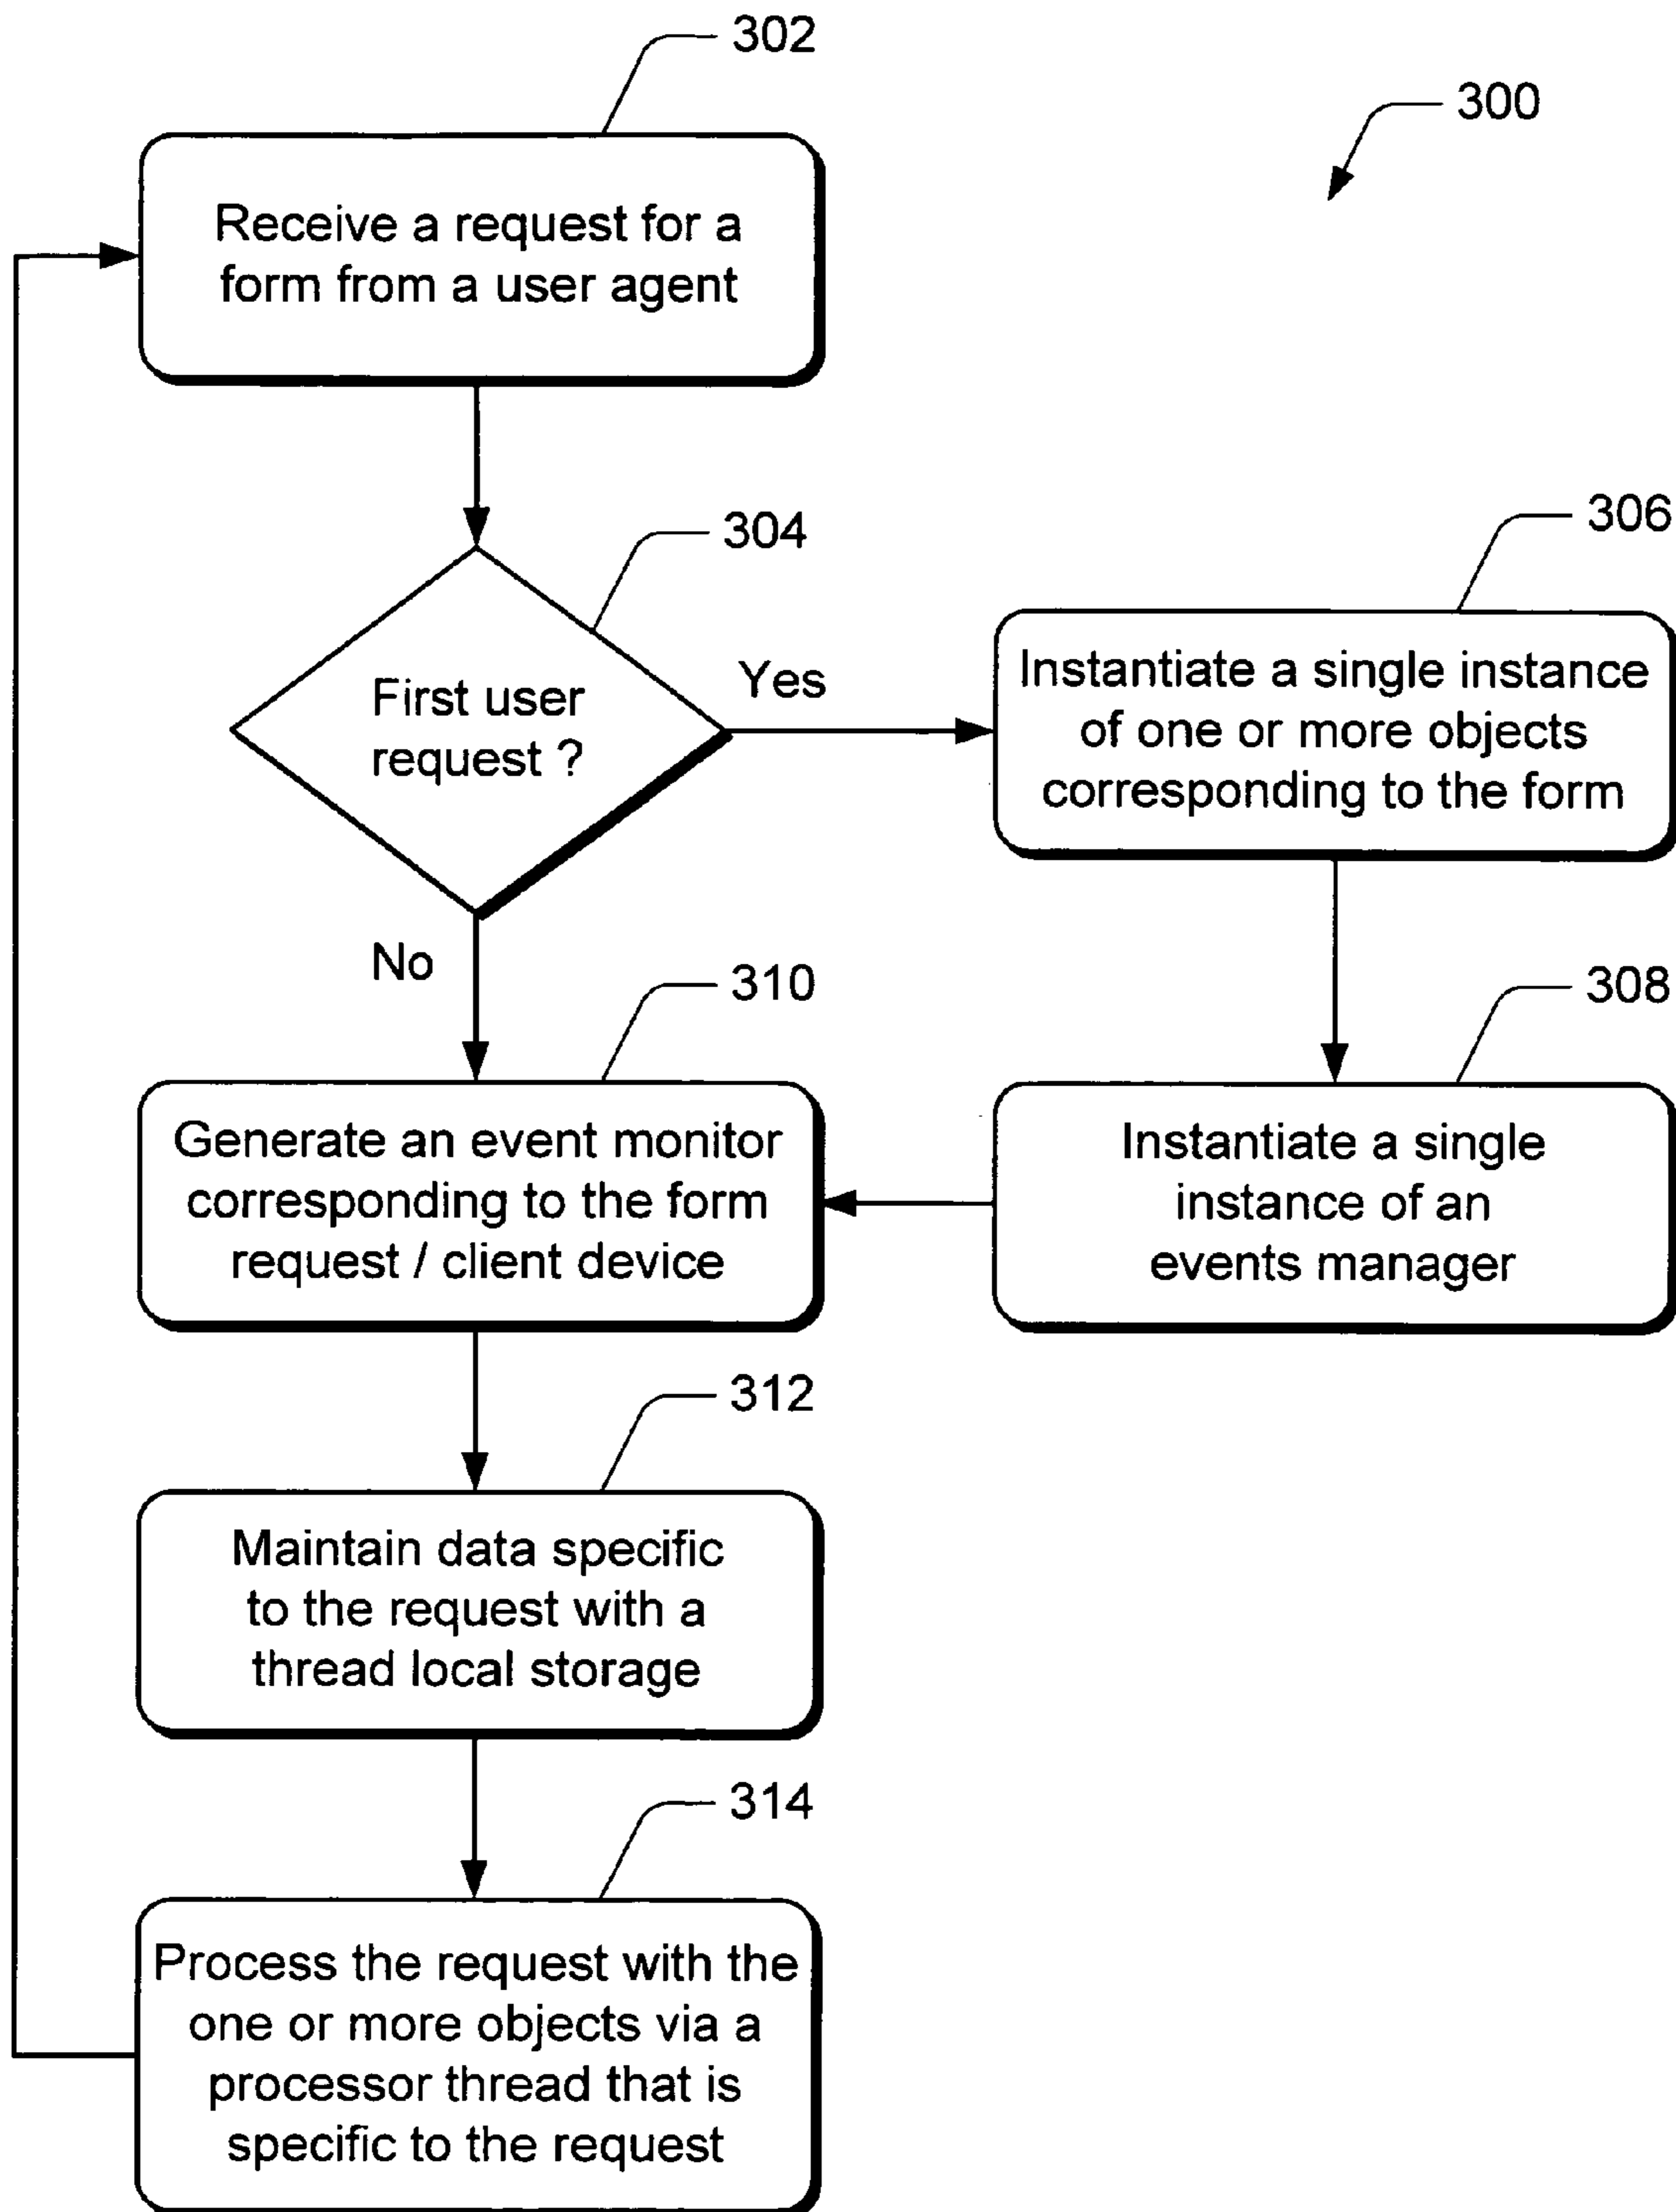 302
300
Receive a request for a
form from a user agent
304
First user
request ?
Yes
No
306
Instantiate a single instance
of one or more objects
corresponding to the form
308
Instantiate a single
instance of an
events manager
310
Generate an event monitor
corresponding to the form
request / client device
312
Maintain data specific
to the request with a
thread local storage
314
Process the request with the
one or more objects via a
processor thread that is
specific to the request